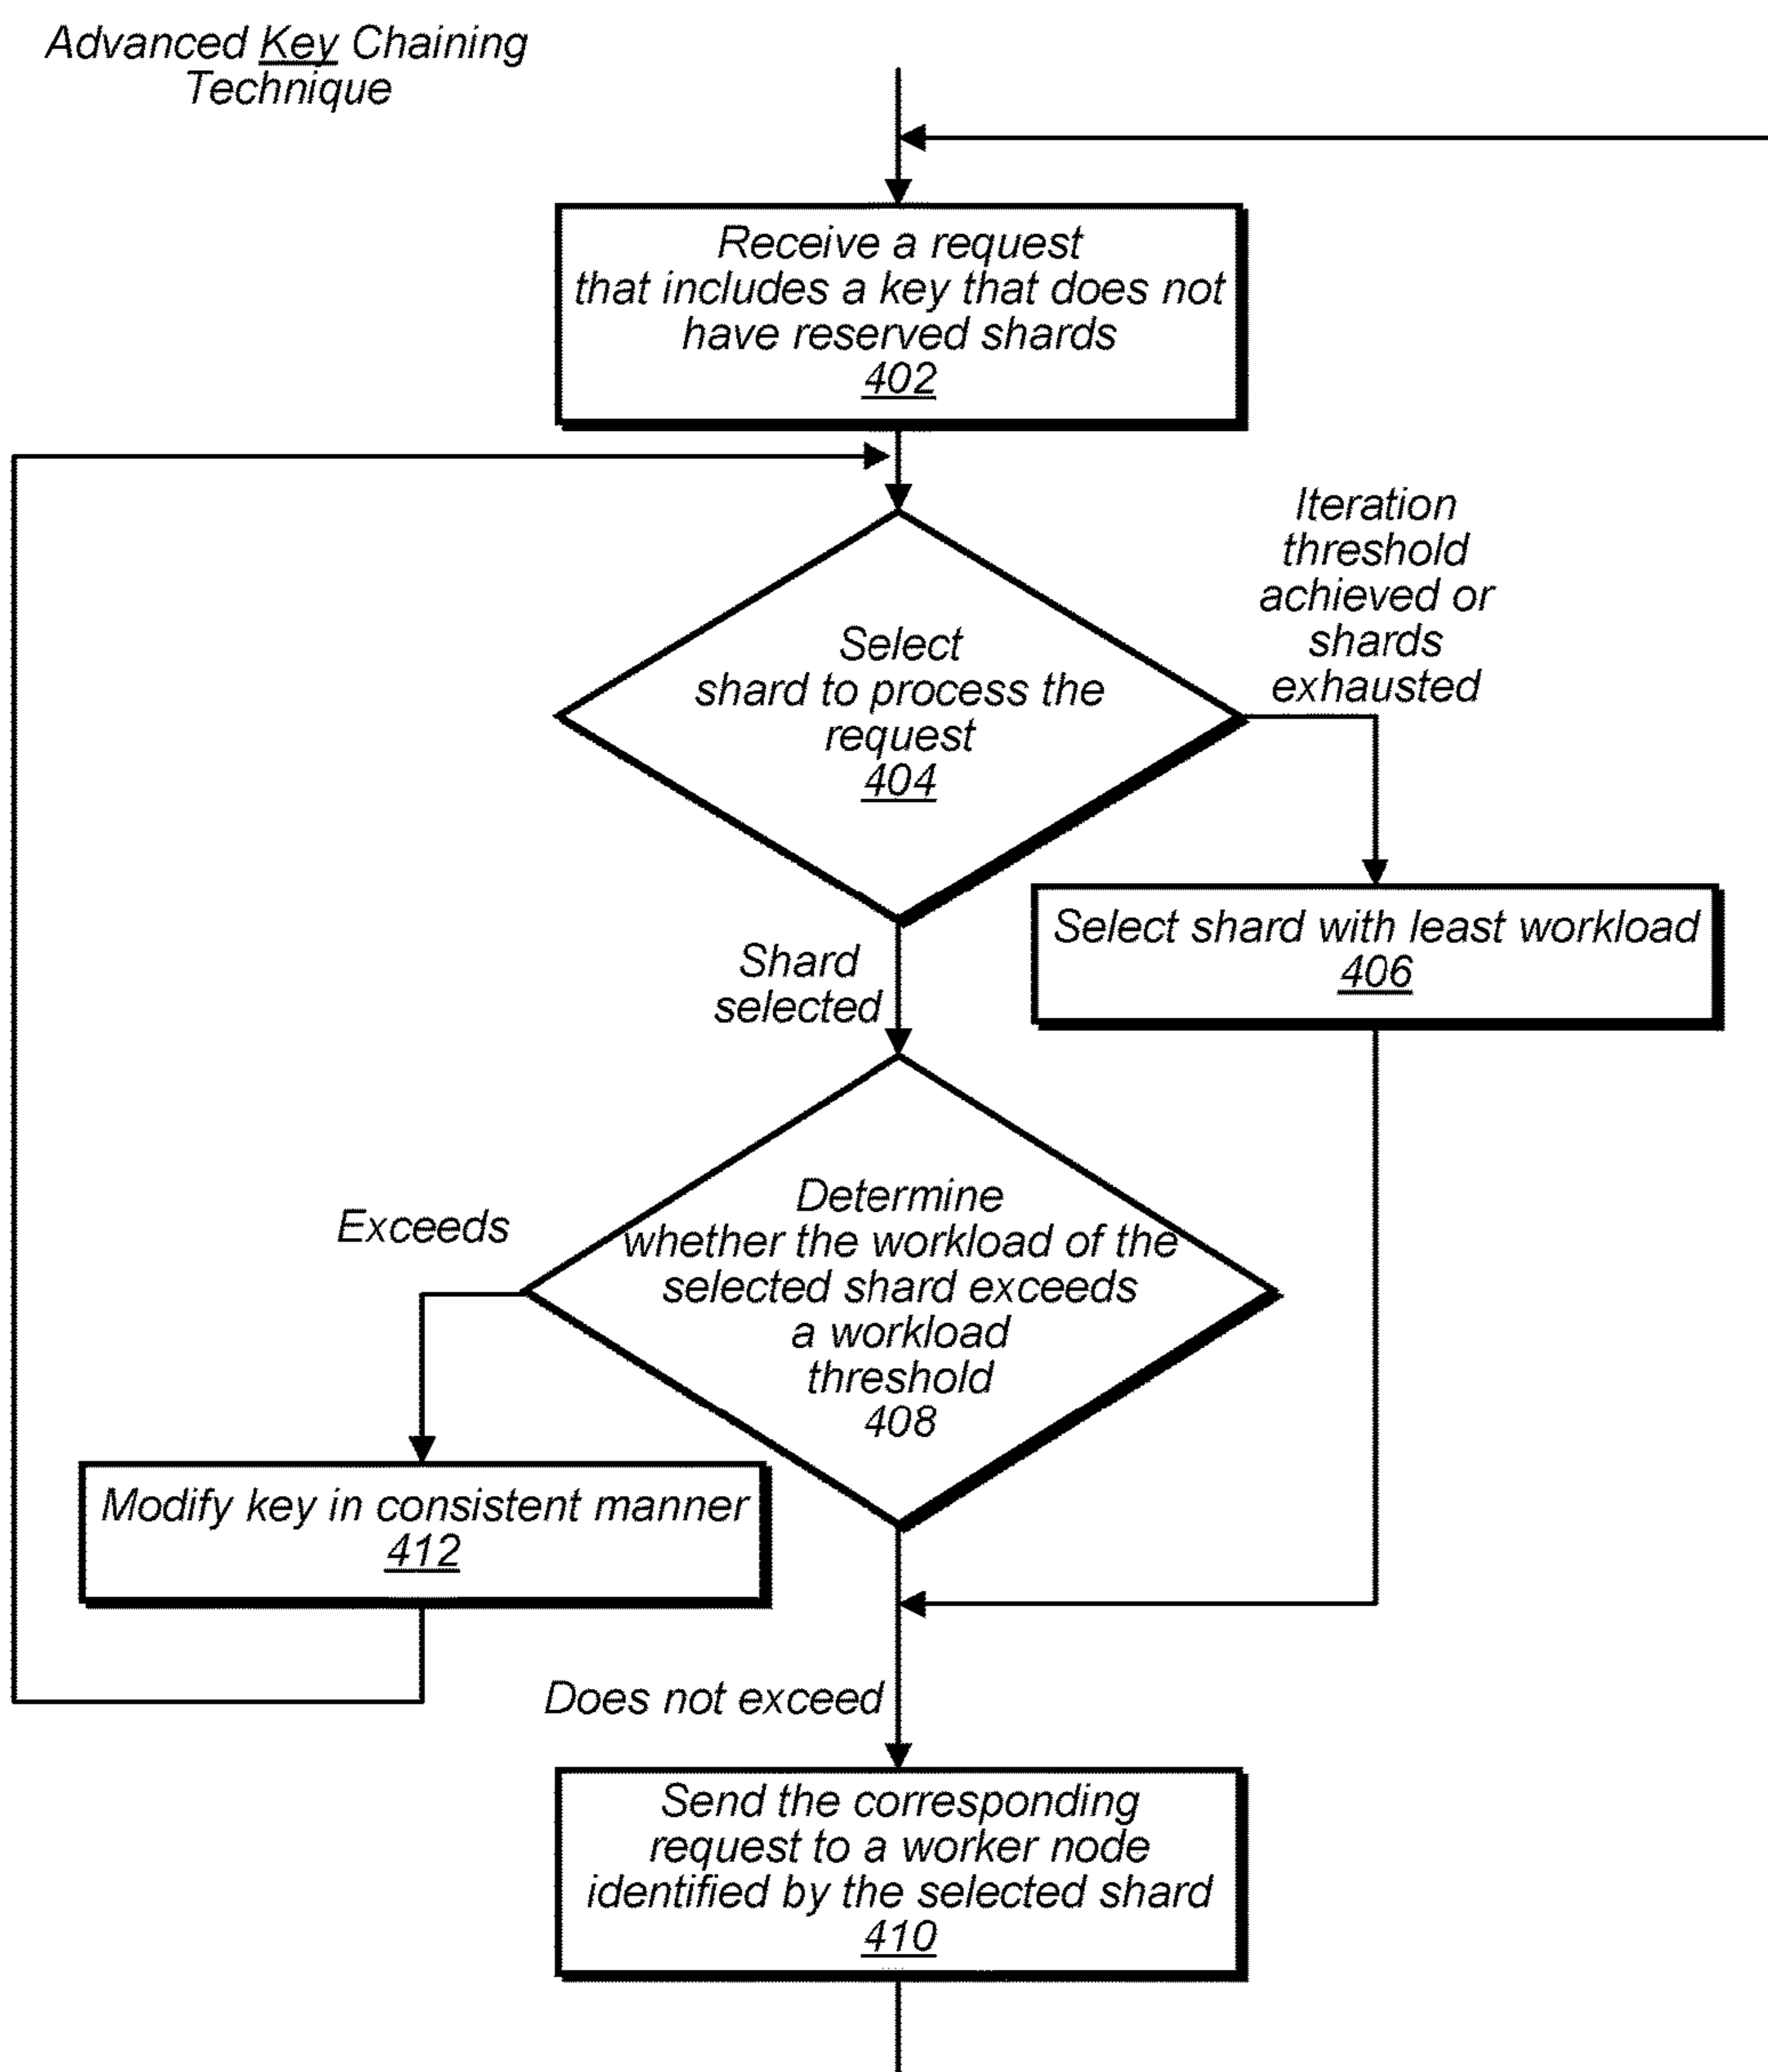 Advanced Key Chaining
Technique
Receive a request
that includes a key that does not
have reserved shards
402
Iteration
threshold
achieved or
shards
exhausted
Select
shard to process the
request
404
Select shard with least workload
406
Shard
selected
Determine
whether the workload of the
selected shard exceeds
a workload
threshold
408
Exceeds
Modify key in consistent manner
412
Does not exceed
Send the corresponding
request to a worker node
identified by the selected shard
410